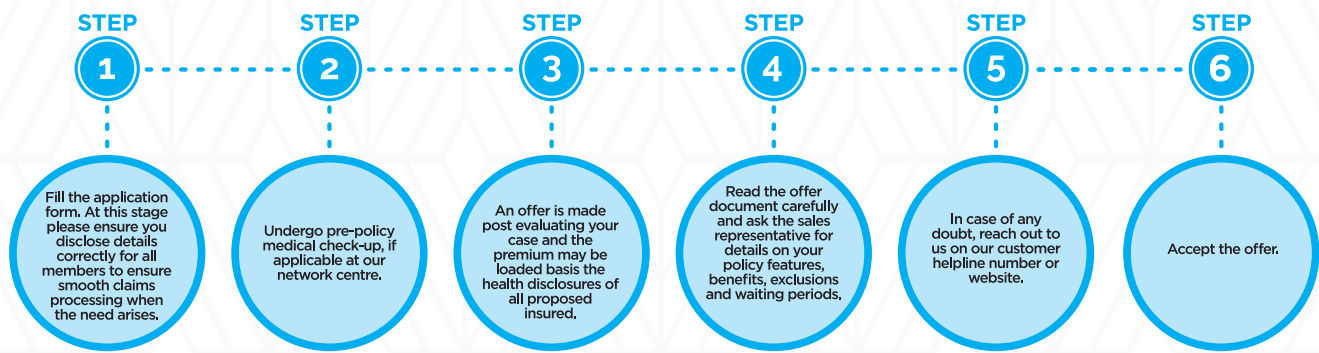 STEP
1
Fill the application
form. At this stage
please ensure you
disclose details
correctly for all
members to ensure
smooth claims
processing when
the need arises.
STEP
2
Undergo pre-policy
medical check-up, if
applicable at our
network centre.
STEP
3
An offer is made
post evaluating your
case and the
premium may be
loaded basis the
health disclosures of
all proposed
insured.
STEP
4
Read the offer
document carefully
and ask the sales
representative for
details on your
policy features,
benefits, exclusions
and waiting periods.
STEP
5
In case of any
doubt, reach out to
us on our customer
helpline number or
website.
STEP
6
Accept the offer.